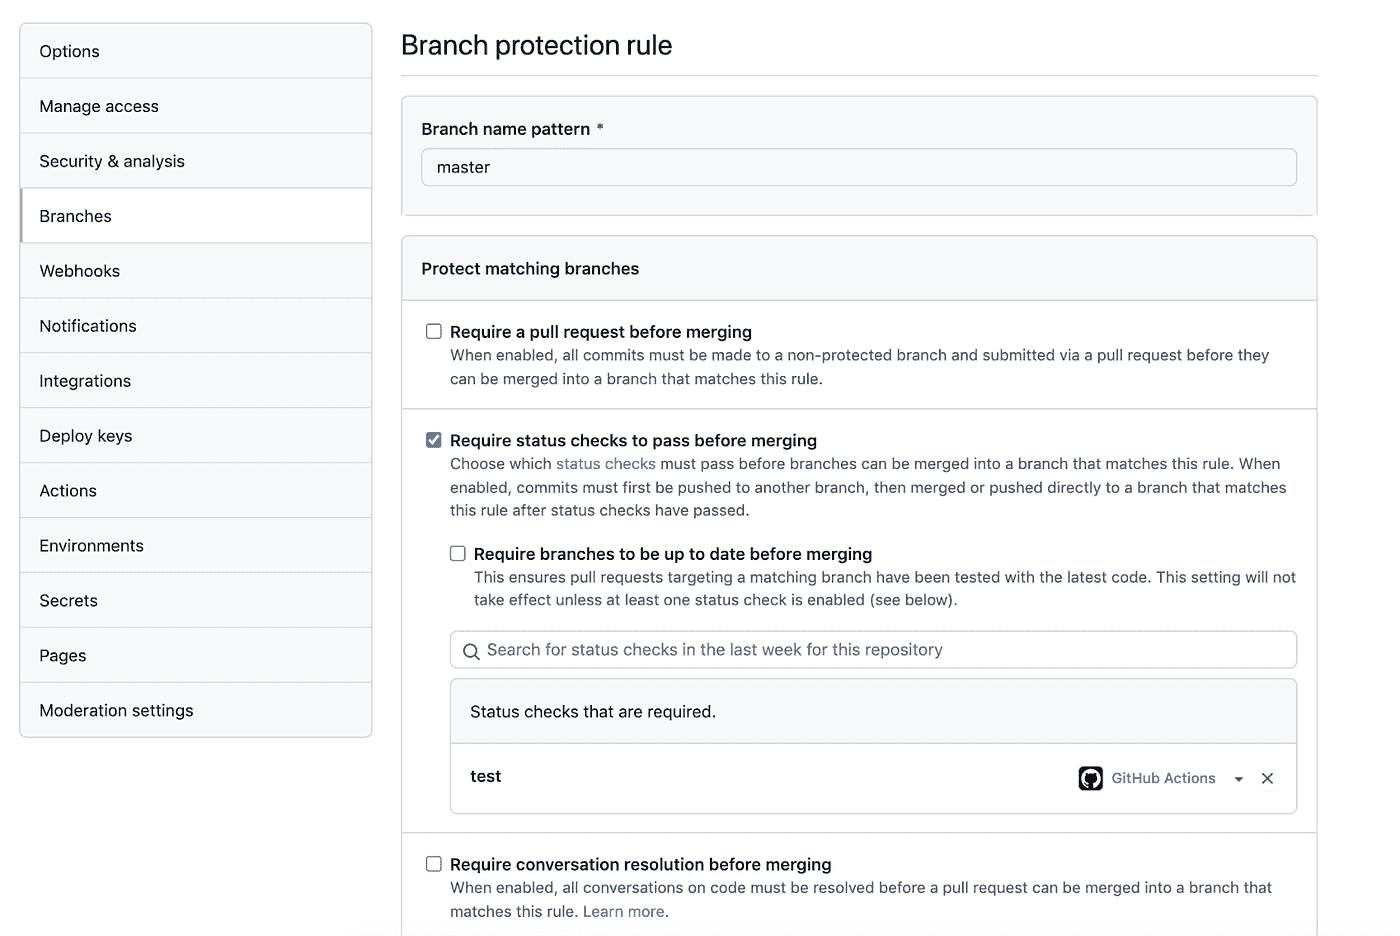 Options
Manage access
Security & analysis
Branches
Webhooks
Notifications
Integrations
Deploy keys
Actions
Environments
Secrets
Pages
Moderation settings
Branch protection rule
Branch name pattern *
master
Protect matching branches
Require a pull request before merging
When enabled, all commits must be made to a non-protected branch and submitted via a pull request before they
can be merged into a branch that matches this rule.
Require status checks to pass before merging
Choose which status checks must pass before branches can be merged into a branch that matches this rule. When
enabled, commits must first be pushed to another branch, then merged or pushed directly to a branch that matches
this rule after status checks have passed.
Require branches to be up to date before merging
This ensures pull requests targeting a matching branch have been tested with the latest code. This setting will not
take effect unless at least one status check is enabled (see below).
Search for status checks in the last week for this repository
Status checks that are required.
test
GitHub Actions
Require conversation resolution before merging
When enabled, all conversations on code must be resolved before a pull request can be merged into a branch that
matches this rule. Learn more.